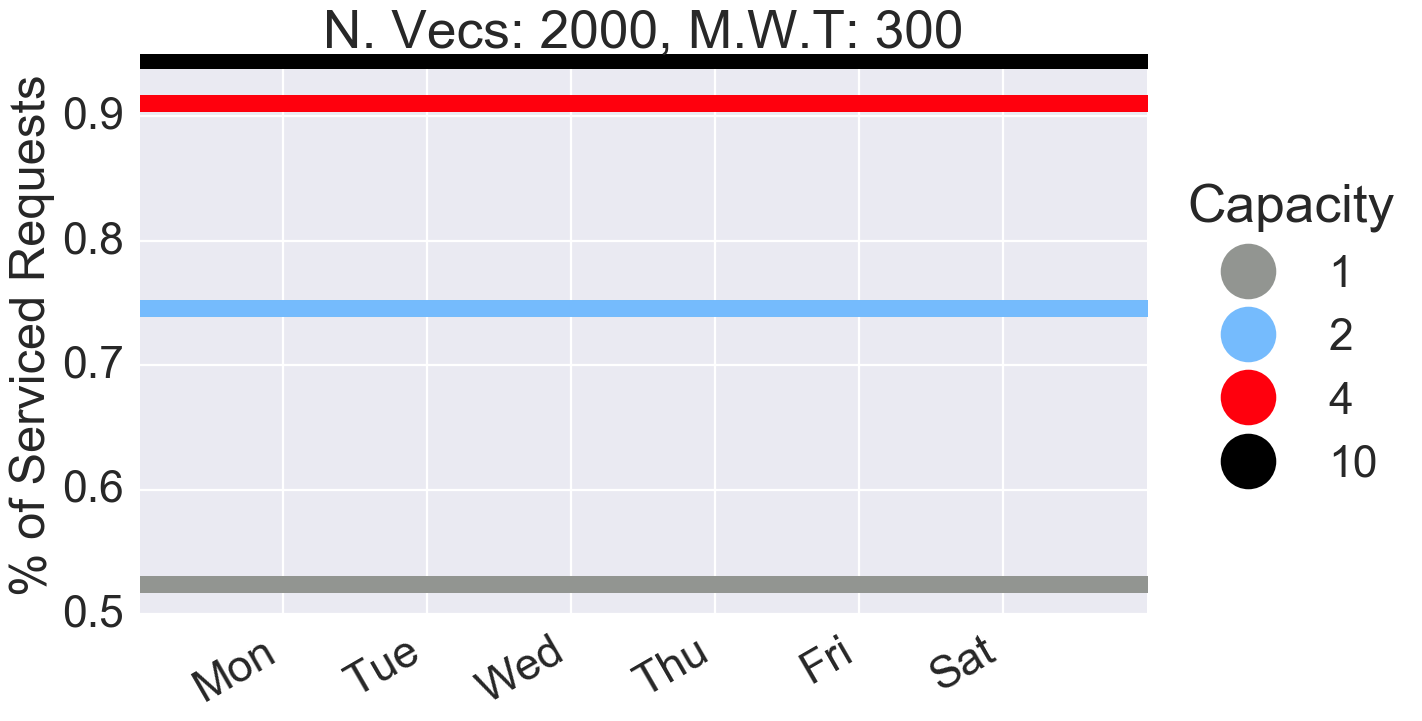 N. Vecs: 2000, M.W.T: 300
% of Serviced Requests
0.9
0.8
0.7
0.6
0.5
Mon
Tue
Wed
Thu
Fri
Sat
Capacity
1
2
4
10